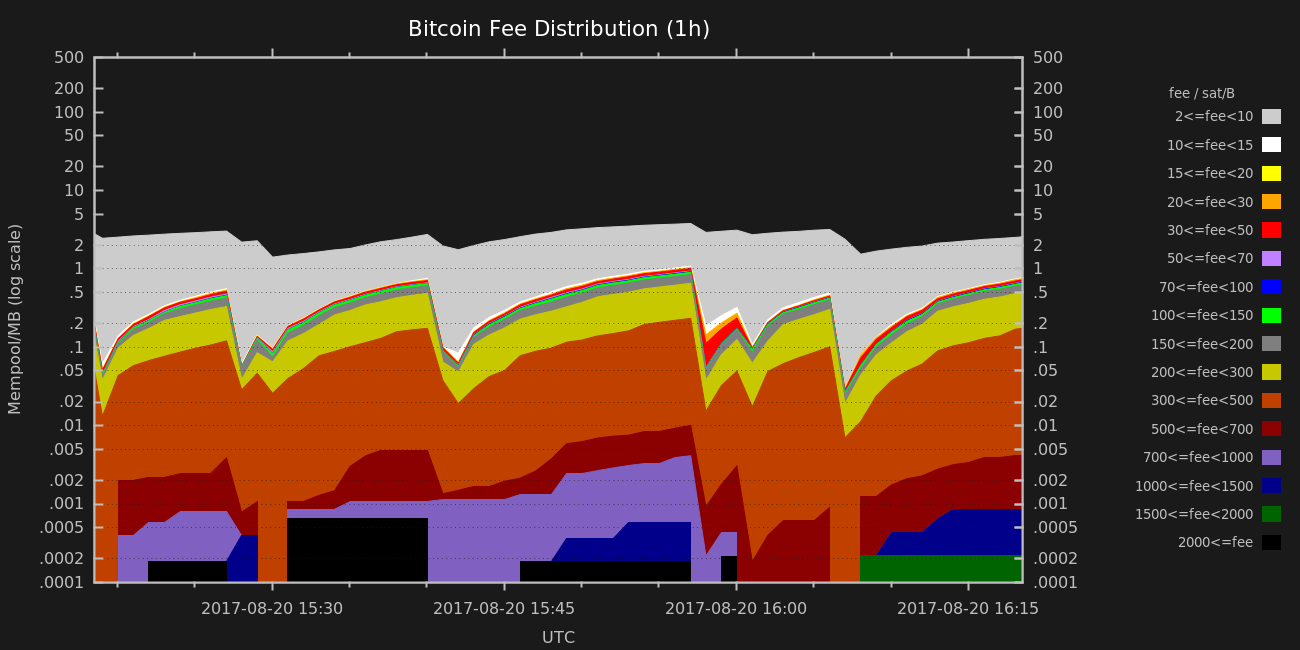 Bitcoin Fee Distribution (1h)
500 500
200 200
100 100
50 50
20 20
10 10
5 5
2 2
1 1
.5 .5
.2 .2
.1 .1
.05 .05
.02 .02
.01 .01
.005 .005
.002 .002
.001 .001
.0005 .0005
.0002 .0002
.0001 .0001
Mempool/MB (log scale)
2017-08-20 15:30 2017-08-20 15:45 2017-08-20 16:00 2017-08-20 16:15
UTC
fee / sat/B
2<=fee<10
10<=fee<15
15<=fee<20
20<=fee<30
30<=fee<50
50<=fee<70
70<=fee<100
100<=fee<150
150<=fee<200
200<=fee<300
300<=fee<500
500<=fee<700
700<=fee<1000
1000<=fee<1500
1500<=fee<2000
2000<=fee